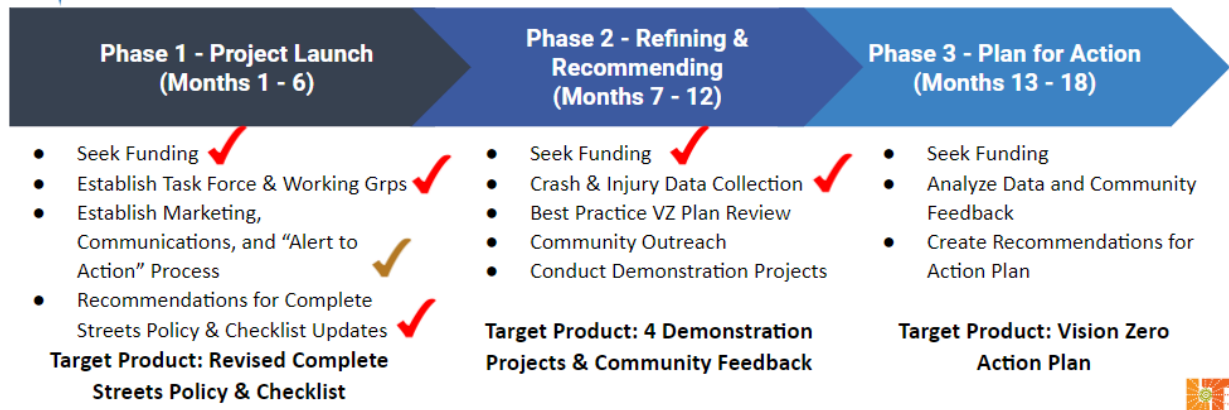 Phase 1 - Project Launch
(Months 1 - 6)
Phase 2 - Refining &
Recommending
(Months 7 - 12)
Phase 3 - Plan for Action
(Months 13 - 18)
● Seek Funding
● Establish Task Force & Working Grps
● Establish Marketing,
Communications, and “Alert to
Action” Process
● Recommendations for Complete
Streets Policy & Checklist Updates
Target Product: Revised Complete
Streets Policy & Checklist
● Seek Funding
● Crash & Injury Data Collection
● Best Practice VZ Plan Review
● Community Outreach
● Conduct Demonstration Projects
Target Product: 4 Demonstration
Projects & Community Feedback
● Seek Funding
● Analyze Data and Community
Feedback
● Create Recommendations for
Action Plan
Target Product: Vision Zero
Action Plan